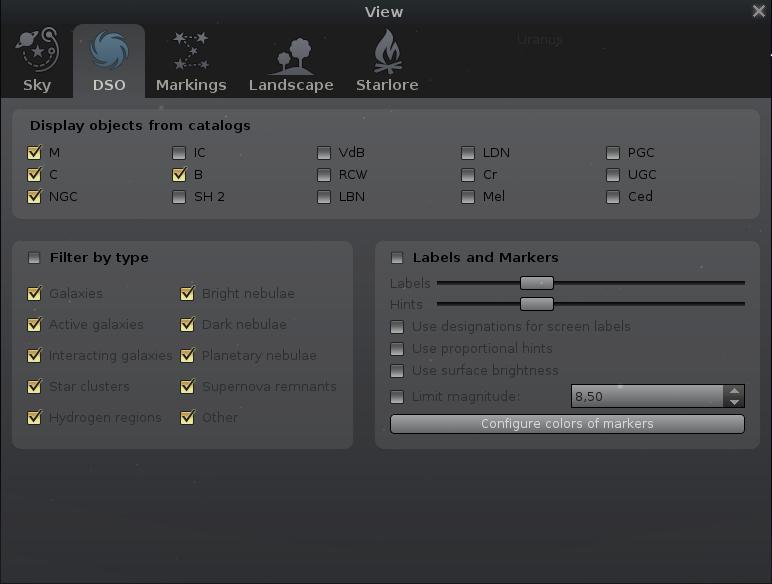 View
Uranus
Sky DSO Markings Landscape Starlore
Display objects from catalogs
M IC VdB LDN PGC
C B RCW Cr UGC
NGC SH 2 LBN Mel Ced
Filter by type
Galaxies Bright nebulae
Active galaxies Dark nebulae
Interacting galaxies Planetary nebulae
Star clusters Supernova remnants
Hydrogen regions Other
Labels and Markers
Labels
Hints
Use designations for screen labels
Use proportional hints
Use surface brightness
Limit magnitude: 8,50
Configure colors of markers